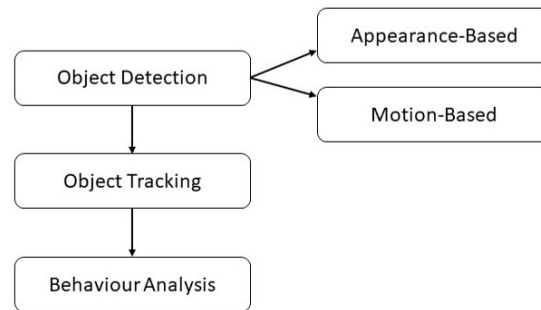 Appearance-Based
Object Detection
Motion-Based
Object Tracking
Behaviour Analysis